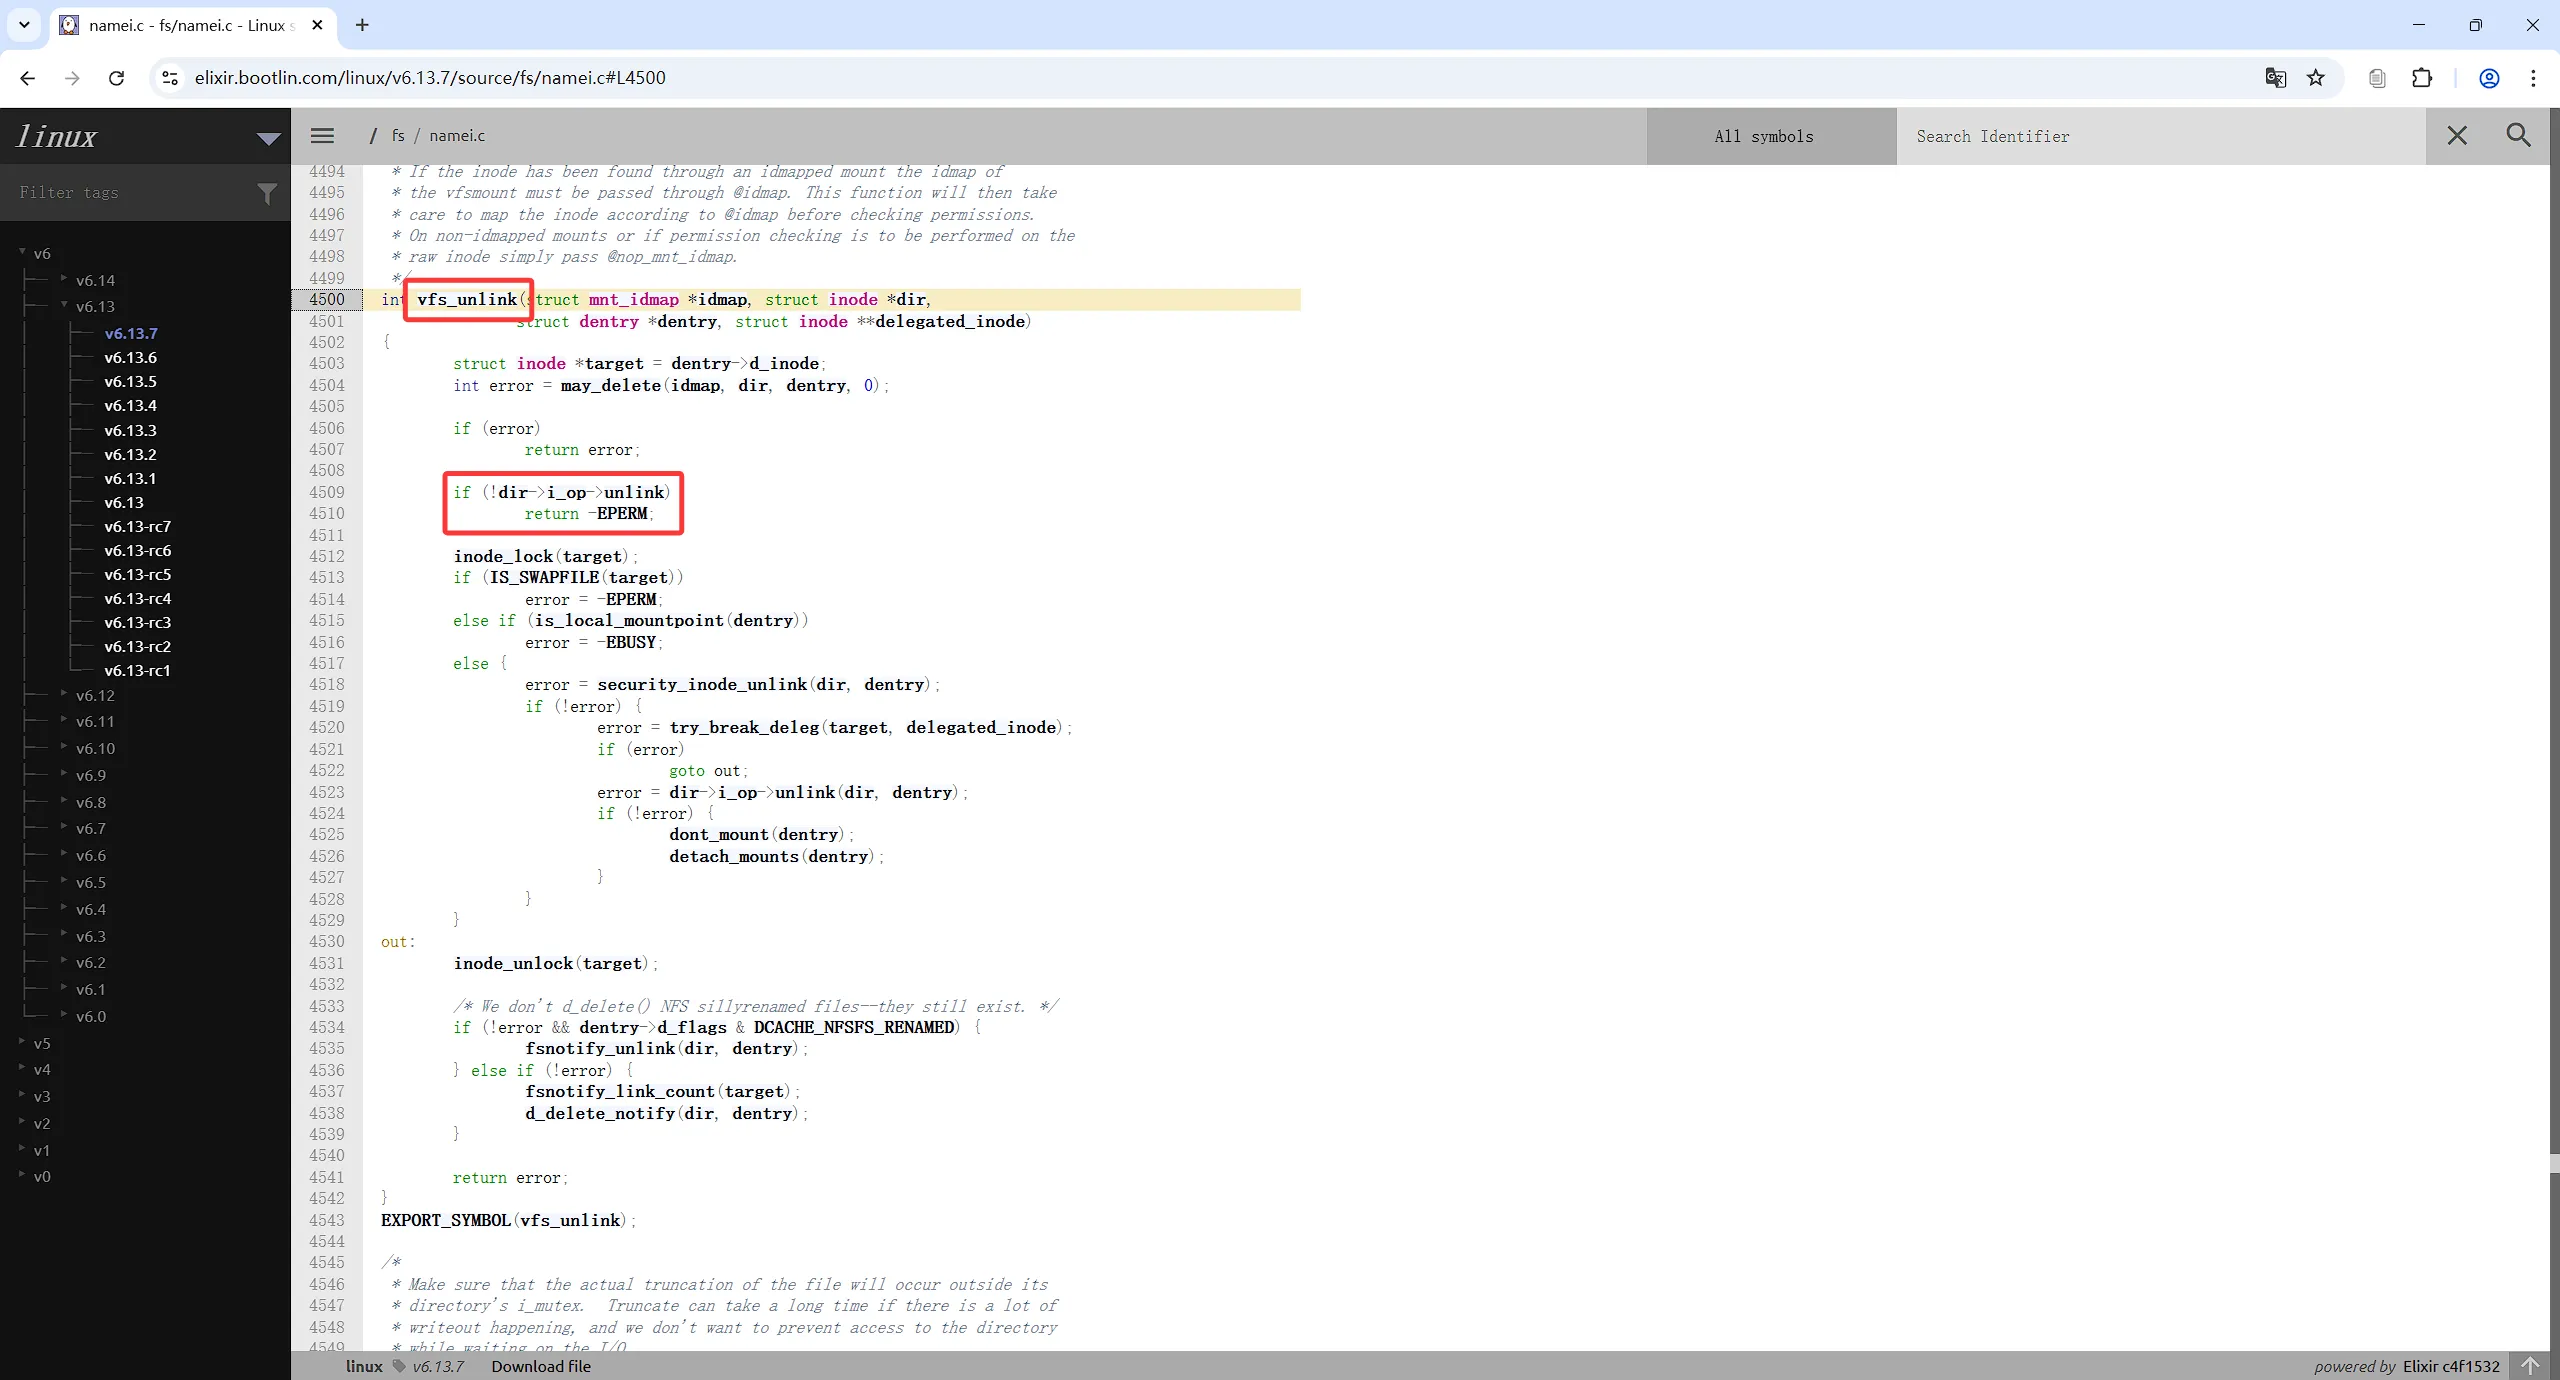 namei.c - fs/namei.c - Linux s
elixir.bootlin.com/linux/v6.13.7/source/fs/namei.c#L4500
linux
/ fs / namei.c
All symbols
Search Identifier
Filter tags
v6
v6.14
v6.13
v6.13.7
v6.13.6
v6.13.5
v6.13.4
v6.13.3
v6.13.2
v6.13.1
v6.13
v6.13-rc7
v6.13-rc6
v6.13-rc5
v6.13-rc4
v6.13-rc3
v6.13-rc2
v6.13-rc1
v6.12
v6.11
v6.10
v6.9
v6.8
v6.7
v6.6
v6.5
v6.4
v6.3
v6.2
v6.1
v6.0
v5
v4
v3
v2
v1
v0
4494 * If the inode has been found through an idmapped mount the idmap of
4495 * the vfsmount must be passed through @idmap. This function will then take
4496 * care to map the inode according to @idmap before checking permissions.
4497 * On non-idmapped mounts or if permission checking is to be performed on the
4498 * raw inode simply pass @nop_mnt_idmap.
4499 */
4500 int vfs_unlink(struct mnt_idmap *idmap, struct inode *dir,
4501 struct dentry *dentry, struct inode **delegated_inode)
4502 {
4503 struct inode *target = dentry->d_inode;
4504 int error = may_delete(idmap, dir, dentry, 0);
4505
4506 if (error)
4507 return error;
4508
4509 if (!dir->i_op->unlink)
4510 return -EPERM;
4511
4512 inode_lock(target);
4513 if (IS_SWAPFILE(target))
4514 error = -EPERM;
4515 else if (is_local_mountpoint(dentry))
4516 error = -EBUSY;
4517 else {
4518 error = security_inode_unlink(dir, dentry);
4519 if (!error) {
4520 error = try_break_deleg(target, delegated_inode);
4521 if (error)
4522 goto out;
4523 error = dir->i_op->unlink(dir, dentry);
4524 if (!error) {
4525 dont_mount(dentry);
4526 detach_mounts(dentry);
4527 }
4528 }
4529 }
4530 out:
4531 inode_unlock(target);
4532
4533 /* We don't d_delete() NFS sillyrenamed files--they still exist. */
4534 if (!error && dentry->d_flags & DCACHE_NFSFS_RENAMED) {
4535 fsnotify_unlink(dir, dentry);
4536 } else if (!error) {
4537 fsnotify_link_count(target);
4538 d_delete_notify(dir, dentry);
4539 }
4540
4541 return error;
4542 }
4543 EXPORT_SYMBOL(vfs_unlink);
4544
4545 /*
4546 * Make sure that the actual truncation of the file will occur outside its
4547 * directory's i_mutex.  Truncate can take a long time if there is a lot of
4548 * writeout happening, and we don't want to prevent access to the directory
4549 * while waiting on the I/O
linux v6.13.7 Download file
powered by Elixir c4f1532